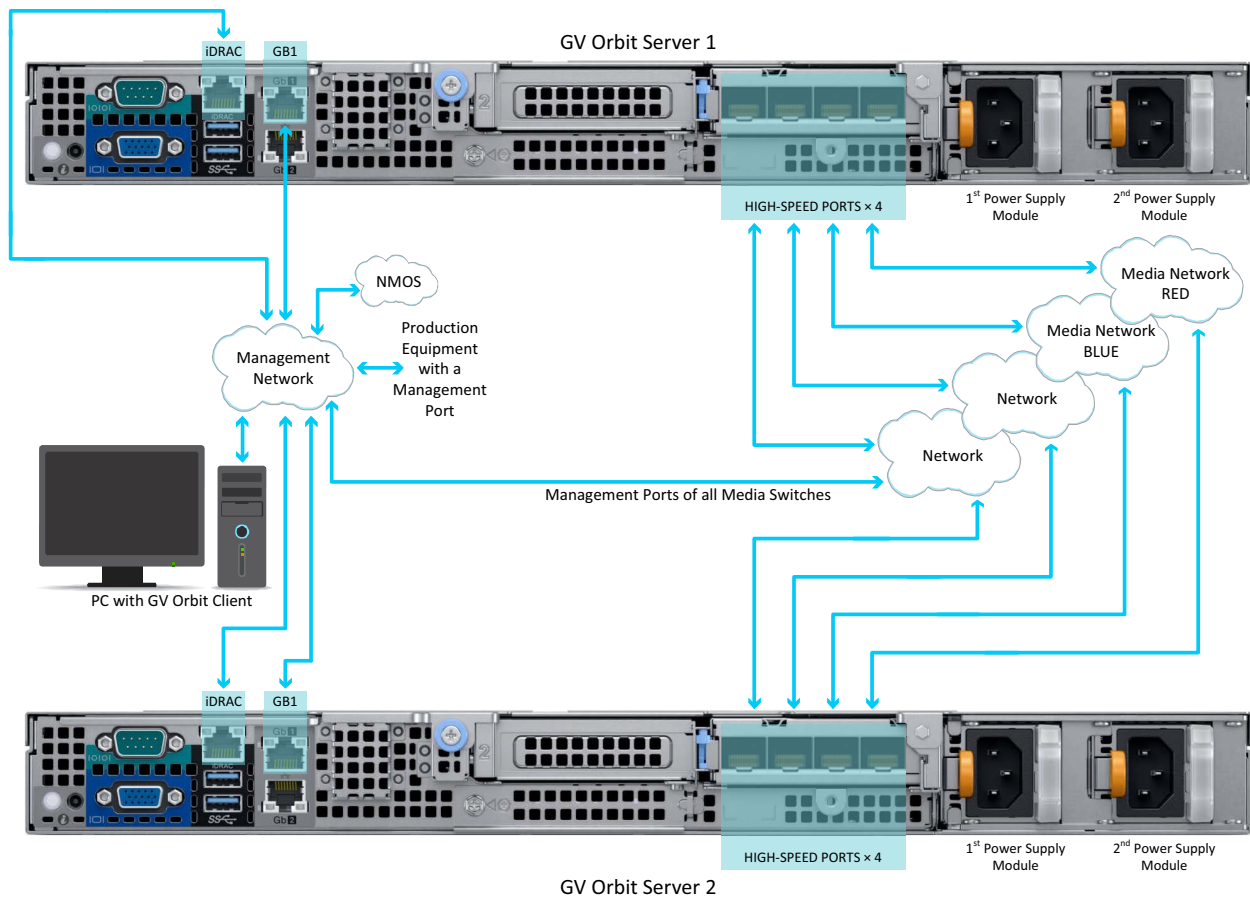 GV Orbit Server 1
iDRAC
GB1
Gb 1
iDRAC
Gb 2
2
HIGH-SPEED PORTS × 4
1st Power Supply
Module
2nd Power Supply
Module
NMOS
Production
Equipment
with a
Management
Port
Management
Network
Media Network
RED
Media Network
BLUE
Network
Network
Management Ports of all Media Switches
PC with GV Orbit Client
iDRAC
GB1
Gb 1
iDRAC
Gb 2
2
HIGH-SPEED PORTS × 4
1st Power Supply
Module
2nd Power Supply
Module
GV Orbit Server 2